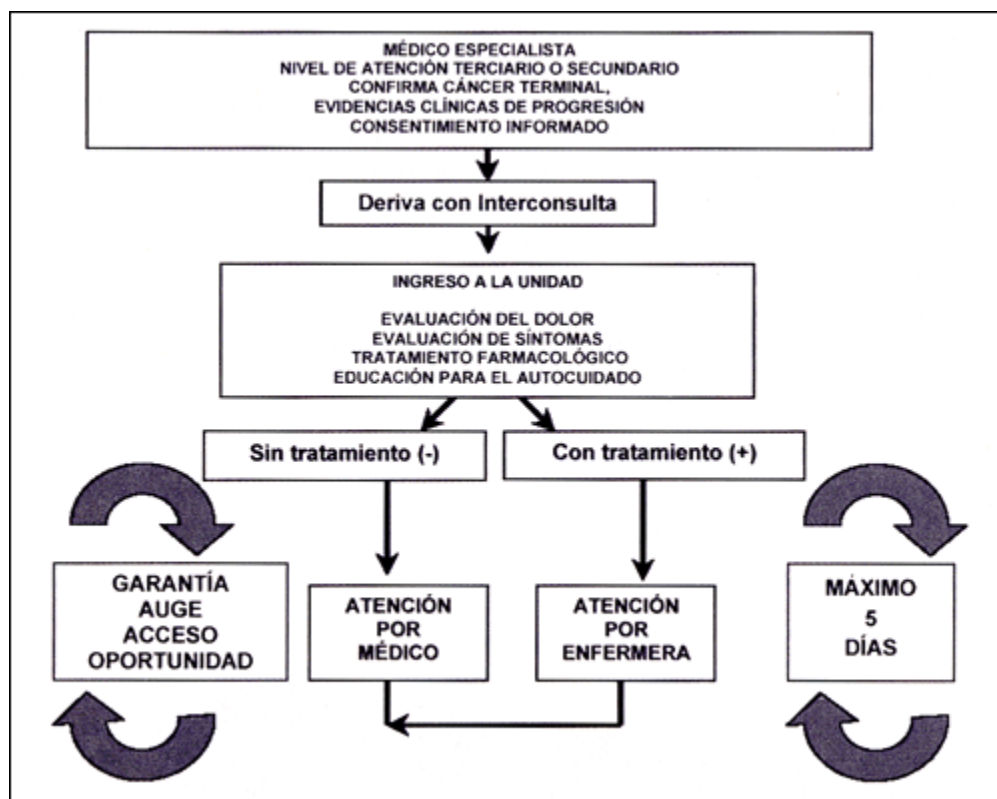 MÉDICO ESPECIALISTA
NIVEL DE ATENCIÓN TERCIARIO O SECUNDARIO
CONFIRMA CÁNCER TERMINAL,
EVIDENCIAS CLÍNICAS DE PROGRESIÓN
CONSENTIMIENTO INFORMADO
Deriva con Interconsulta
INGRESO A LA UNIDAD
EVALUACIÓN DEL DOLOR
EVALUACIÓN DE SÍNTOMAS
TRATAMIENTO FARMACOLÓGICO
EDUCACIÓN PARA EL AUTOCUIDADO
Sin tratamiento (-)
Con tratamiento (+)
GARANTÍA
AUGE
ACCESO
OPORTUNIDAD
ATENCIÓN
POR
MÉDICO
ATENCIÓN
POR
ENFERMERA
MÁXIMO
5
DÍAS